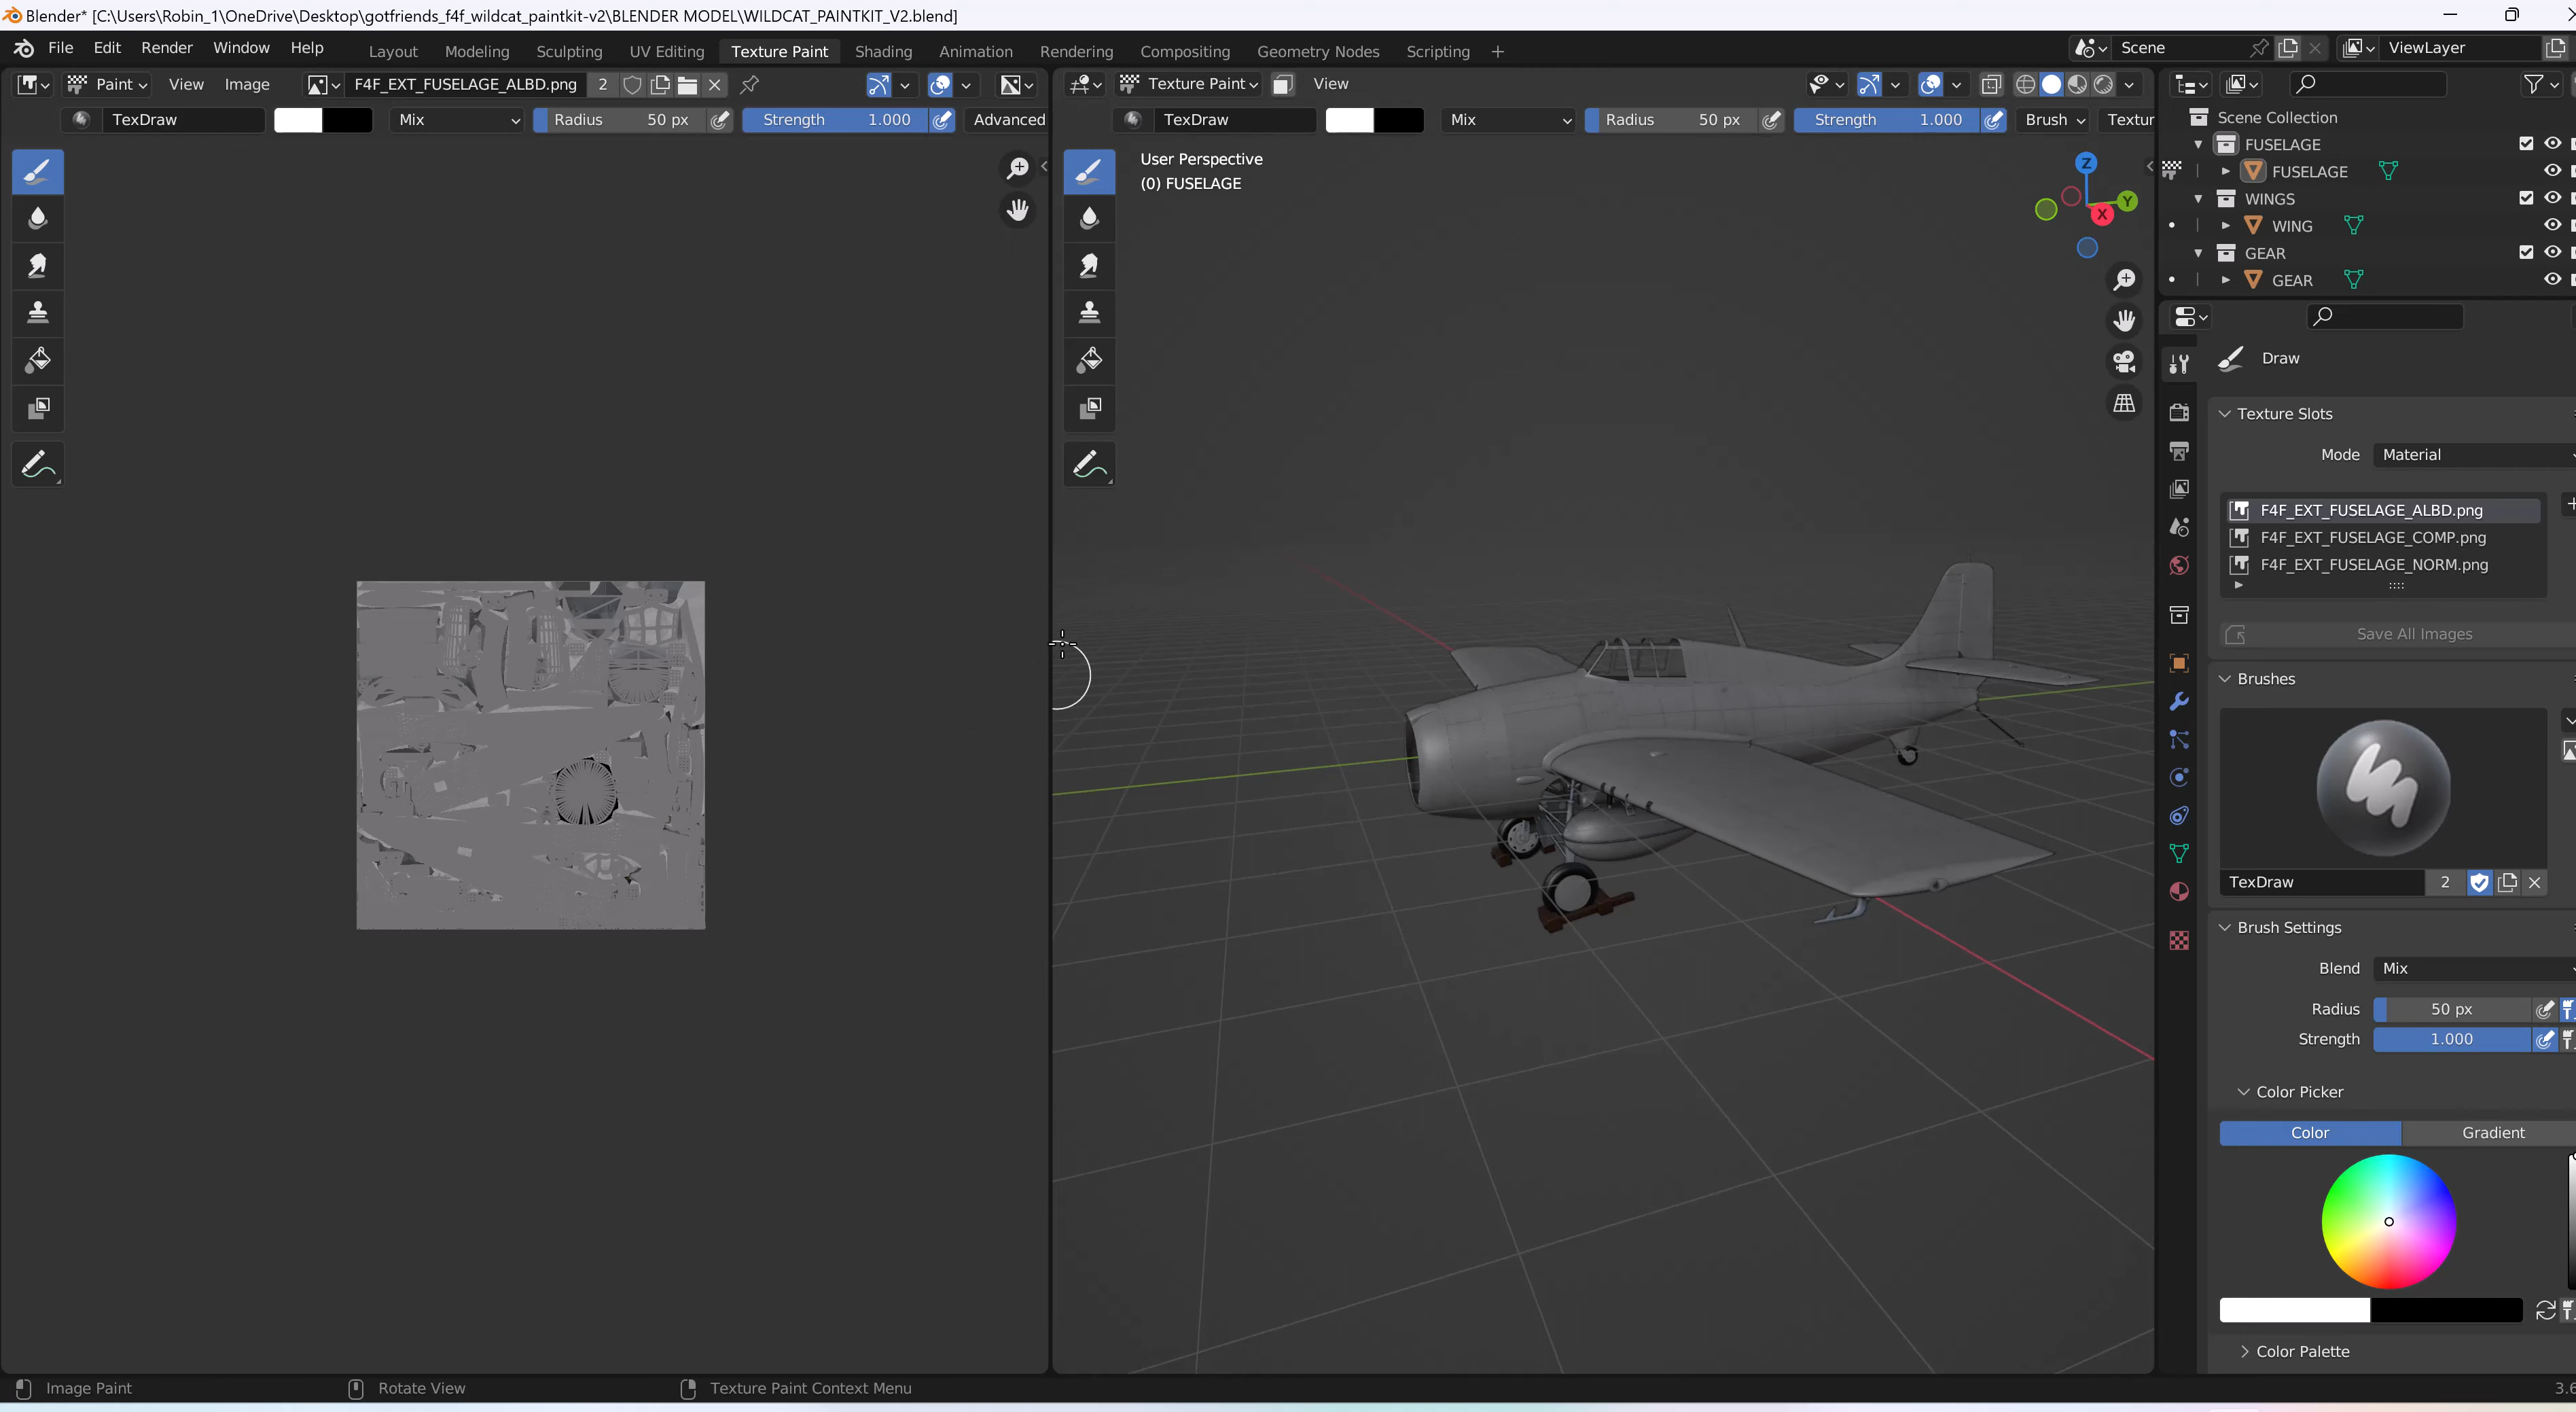 Blender* [C:\Users\Robin_1\OneDrive\Desktop\gotfriends_f4f_wildcat_paintkit-v2\BLENDER MODEL\WILDCAT_PAINTKIT_V2.blend]
File Edit Render Window Help Layout Modeling Sculpting UV Editing Texture Paint Shading Animation Rendering Compositing Geometry Nodes Scripting + Scene ViewLayer
Paint View Image F4F_EXT_FUSELAGE_ALBD.png 2 Texture Paint View
TexDraw Mix Radius 50 px Strength 1.000 Advanced TexDraw Mix Radius 50 px Strength 1.000 Brush Textur
User Perspective
(0) FUSELAGE
Z
Y
X
Scene Collection
FUSELAGE
FUSELAGE
WINGS
WING
GEAR
GEAR
Draw
Texture Slots
Mode Material
F4F_EXT_FUSELAGE_ALBD.png
F4F_EXT_FUSELAGE_COMP.png
F4F_EXT_FUSELAGE_NORM.png
Save All Images
Brushes
TexDraw 2
Brush Settings
Blend Mix
Radius 50 px
Strength 1.000
Color Picker
Color Gradient
Color Palette
Image Paint Rotate View Texture Paint Context Menu 3.6